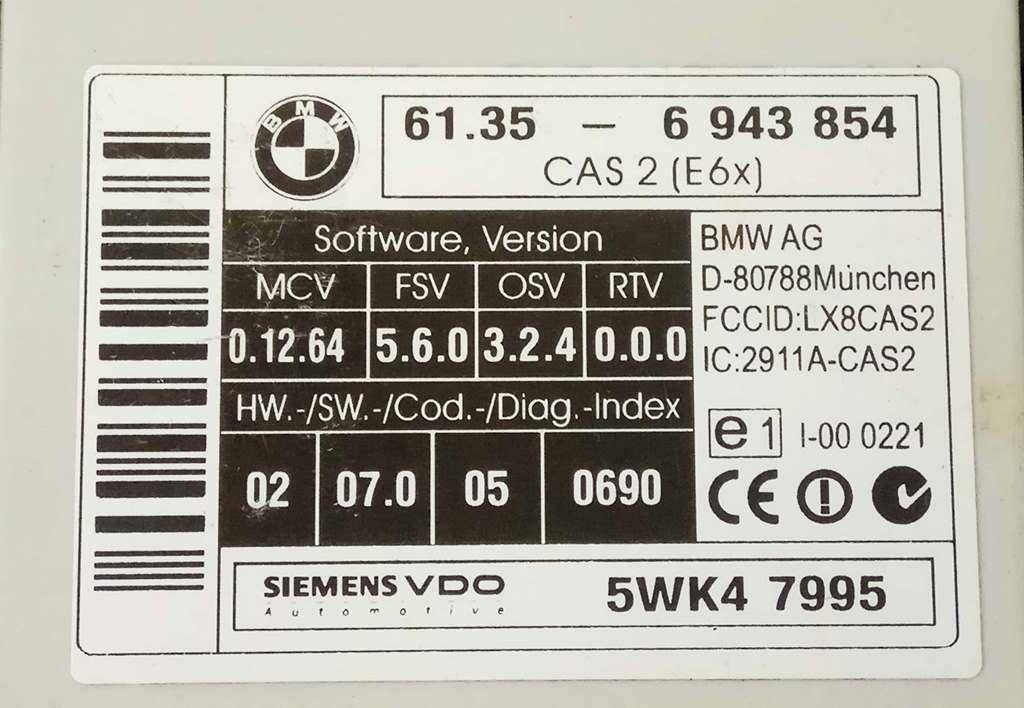 BMW
61.35 – 6 943 854
CAS 2 (E6x)
Software, Version
MCV FSV OSV RTV
0.12.64 5.6.0 3.2.4 0.0.0
HW.-/SW.-/Cod.-/Diag.-Index
02 07.0 05 0690
BMW AG
D-80788München
FCCID:LX8CAS2
IC:2911A-CAS2
e1 I-00 0221
CE
SIEMENS VDO
Automotive
5WK4 7995